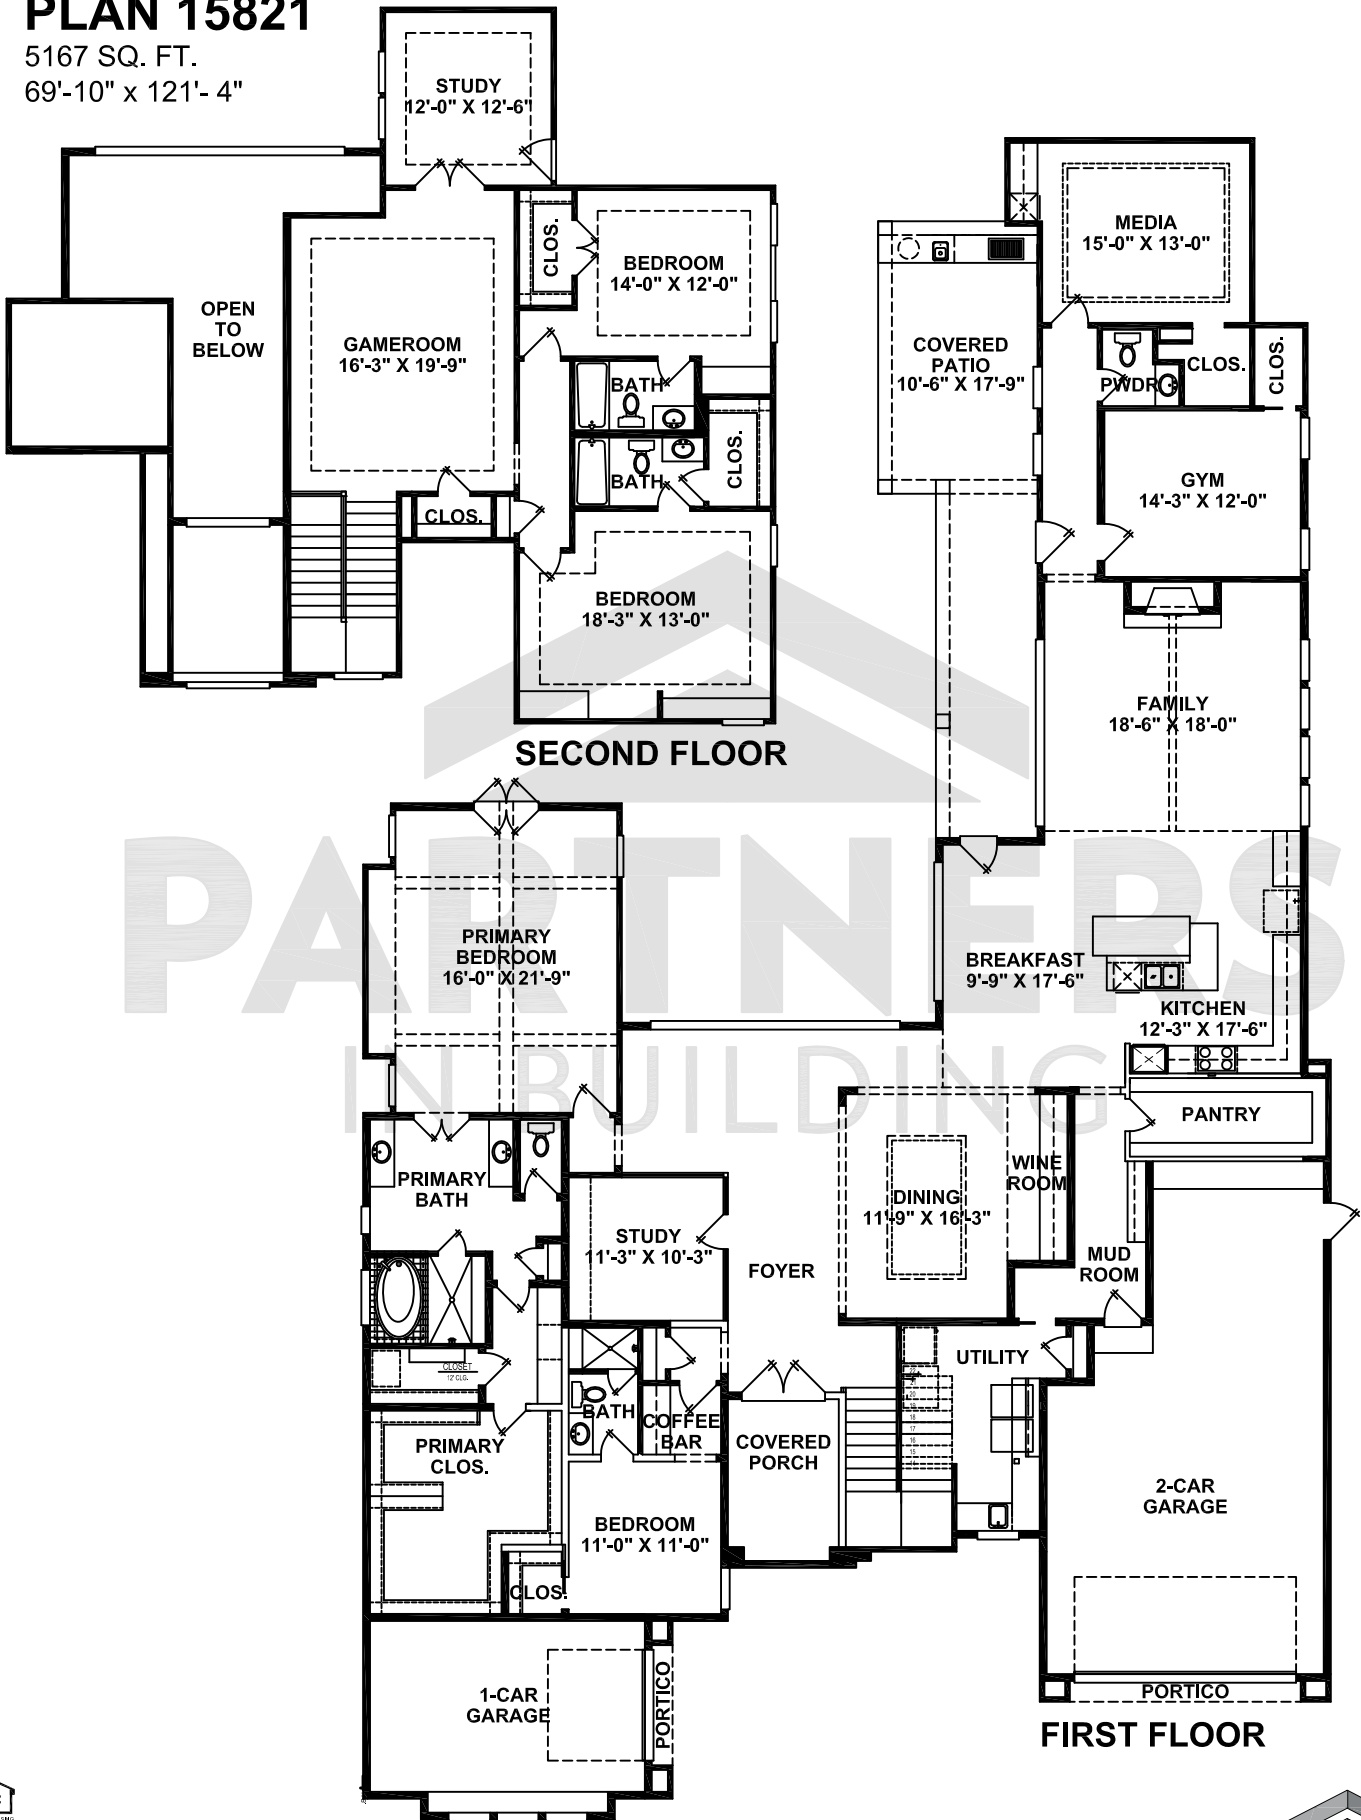 PLAN 15821
5167 SQ. FT.
69'-10" x 121'- 4"
STUDY
12'-0" X 12'-6"
CLOS.
BEDROOM
14'-0" X 12'-0"
OPEN
TO
BELOW
GAMEROOM
16'-3" X 19'-9"
BATH
CLOS.
BATH
CLOS.
BEDROOM
18'-3" X 13'-0"
SECOND FLOOR
MEDIA
15'-0" X 13'-0"
COVERED
PATIO
10'-6" X 17'-9"
PWDR
CLOS.
CLOS.
GYM
14'-3" X 12'-0"
FAMILY
18'-6" X 18'-0"
PARTNERS
IN BUILDING
PRIMARY
BEDROOM
16'-0" X 21'-9"
BREAKFAST
9'-9" X 17'-6"
KITCHEN
12'-3" X 17'-6"
PANTRY
PRIMARY
BATH
WINE
ROOM
DINING
11'-9" X 16'-3"
STUDY
11'-3" X 10'-3"
FOYER
MUD
ROOM
UTILITY
CLOSET
12' CLG.
BATH
COFFEE
BAR
COVERED
PORCH
PRIMARY
CLOS.
2-CAR
GARAGE
BEDROOM
11'-0" X 11'-0"
CLOS.
1-CAR
GARAGE
PORTICO
PORTICO
FIRST FLOOR